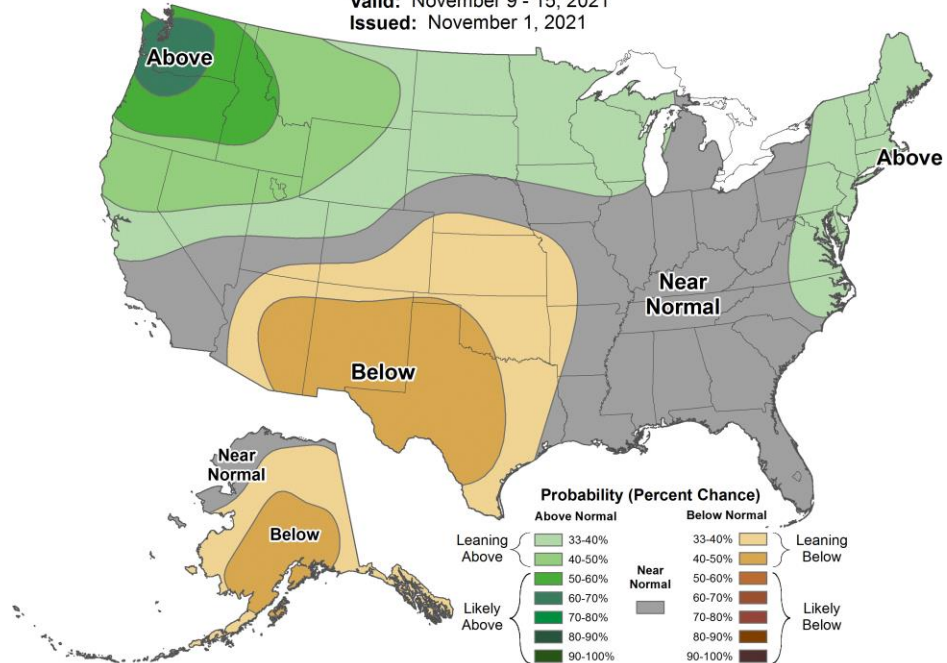 Valid: November 9 - 15, 2021
Issued: November 1, 2021
Above
Above
Near
Normal
Below
Near
Normal
Below
Probability (Percent Chance)
Above Normal
Below Normal
Leaning
Above
33-40%
40-50%
Likely
Above
50-60%
60-70%
70-80%
80-90%
90-100%
Near
Normal
33-40%
40-50%
Leaning
Below
50-60%
60-70%
70-80%
80-90%
90-100%
Likely
Below